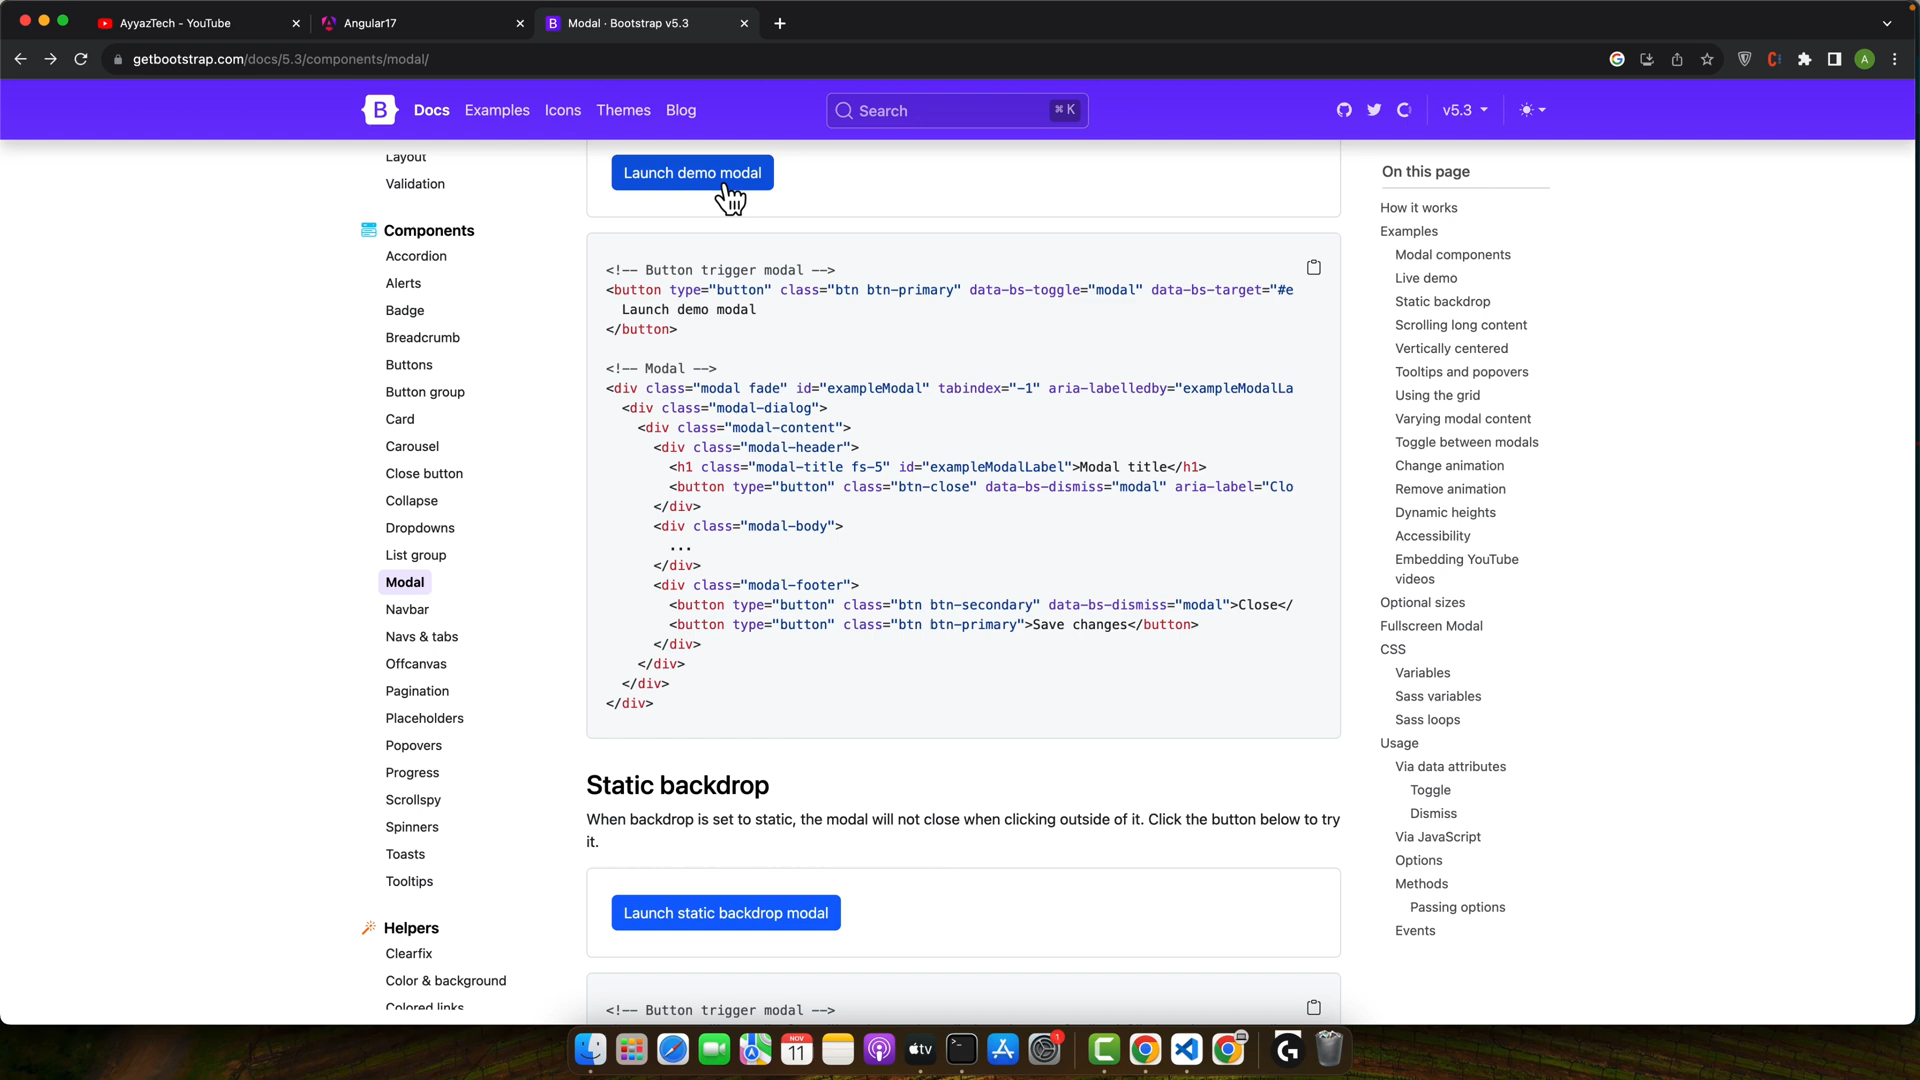 AyyazTech - YouTube
Angular17
Modal · Bootstrap v5.3
getbootstrap.com/docs/5.3/components/modal/
A
B
Docs
Examples
Icons
Themes
Blog
Search
⌘ K
v5.3
Layout
Validation
Components
Accordion
Alerts
Badge
Breadcrumb
Buttons
Button group
Card
Carousel
Close button
Collapse
Dropdowns
List group
Modal
Navbar
Navs & tabs
Offcanvas
Pagination
Placeholders
Popovers
Progress
Scrollspy
Spinners
Toasts
Tooltips
Helpers
Clearfix
Color & background
Colored links
Launch demo modal
<!-- Button trigger modal -->
<button type="button" class="btn btn-primary" data-bs-toggle="modal" data-bs-target="#e
Launch demo modal
</button>
<!-- Modal -->
<div class="modal fade" id="exampleModal" tabindex="-1" aria-labelledby="exampleModalLa
<div class="modal-dialog">
<div class="modal-content">
<div class="modal-header">
<h1 class="modal-title fs-5" id="exampleModalLabel">Modal title</h1>
<button type="button" class="btn-close" data-bs-dismiss="modal" aria-label="Clo
</div>
<div class="modal-body">
...
</div>
<div class="modal-footer">
<button type="button" class="btn btn-secondary" data-bs-dismiss="modal">Close</
<button type="button" class="btn btn-primary">Save changes</button>
</div>
</div>
</div>
</div>
Static backdrop
When backdrop is set to static, the modal will not close when clicking outside of it. Click the button below to try
it.
Launch static backdrop modal
<!-- Button trigger modal -->
On this page
How it works
Examples
Modal components
Live demo
Static backdrop
Scrolling long content
Vertically centered
Tooltips and popovers
Using the grid
Varying modal content
Toggle between modals
Change animation
Remove animation
Dynamic heights
Accessibility
Embedding YouTube
videos
Optional sizes
Fullscreen Modal
CSS
Variables
Sass variables
Sass loops
Usage
Via data attributes
Toggle
Dismiss
Via JavaScript
Options
Methods
Passing options
Events
NOV
11
tv
1